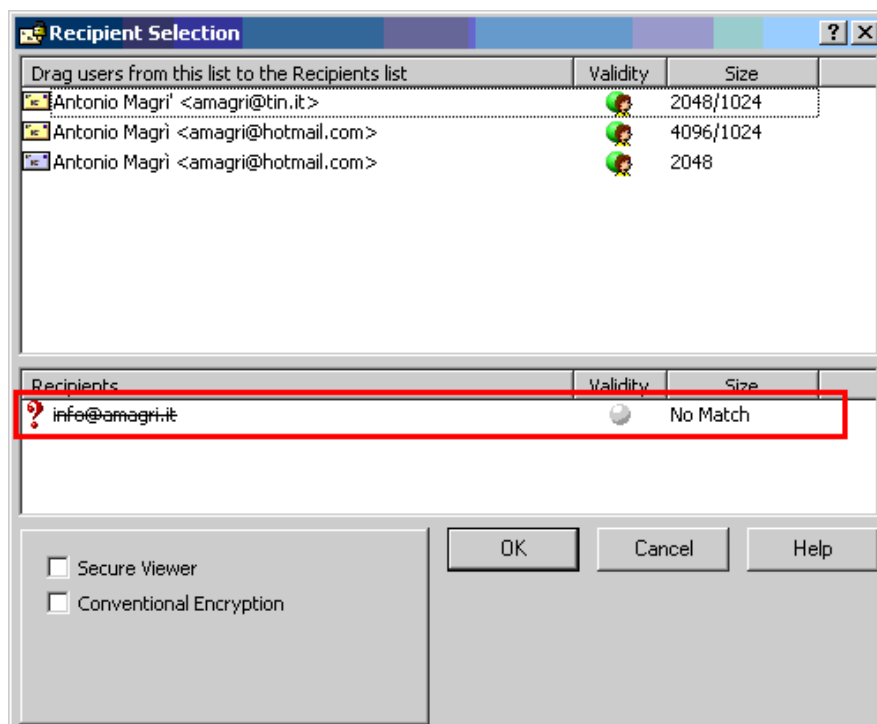 Recipient Selection
Drag users from this list to the Recipients list Validity Size
Antonio Magri' <amagri@tin.it> 2048/1024
Antonio Magrì <amagri@hotmail.com> 4096/1024
Antonio Magrì <amagri@hotmail.com> 2048
Recipients Validity Size
info@amagri.it No Match
OK Cancel Help
Secure Viewer
Conventional Encryption